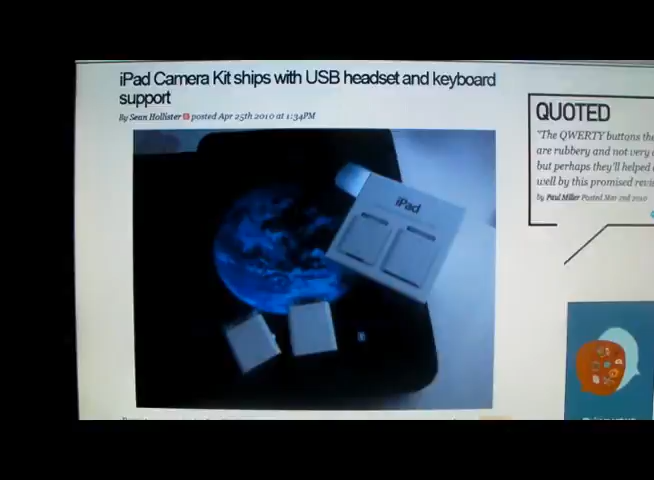 iPad Camera Kit ships with USB headset and keyboard
support
By Sean Hollister posted Apr 25th 2010 at 1:34PM
iPad
QUOTED
"The QWERTY buttons the
are rubbery and not very
but perhaps they'll helped
well by this promised revi
by Paul Miller Posted Mar 2nd 2010